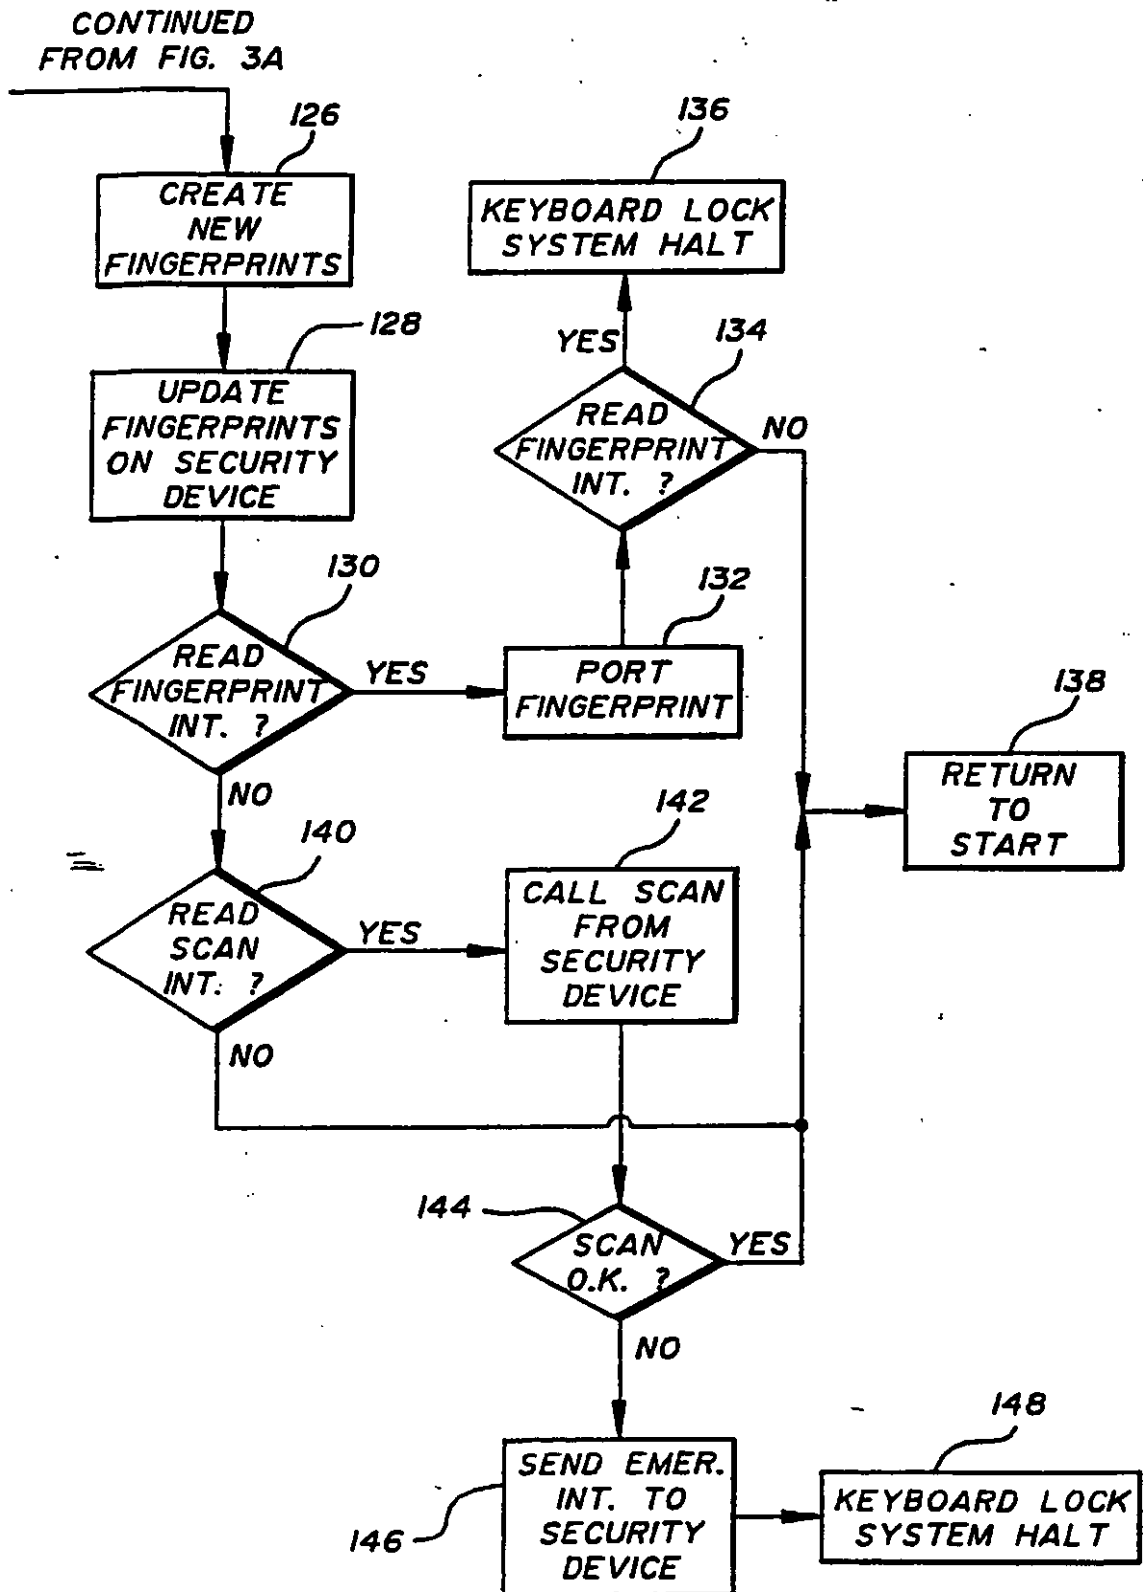 CONTINUED
FROM FIG. 3A
126
CREATE
NEW
FINGERPRINTS
128
UPDATE
FINGERPRINTS
ON SECURITY
DEVICE
130
READ
FINGERPRINT
INT. ?
YES
NO
132
PORT
FINGERPRINT
134
READ
FINGERPRINT
INT. ?
YES
NO
136
KEYBOARD LOCK
SYSTEM HALT
138
RETURN
TO
START
140
READ
SCAN
INT. ?
YES
NO
142
CALL SCAN
FROM
SECURITY
DEVICE
144
SCAN
O.K. ?
YES
NO
146
SEND EMER.
INT. TO
SECURITY
DEVICE
148
KEYBOARD LOCK
SYSTEM HALT